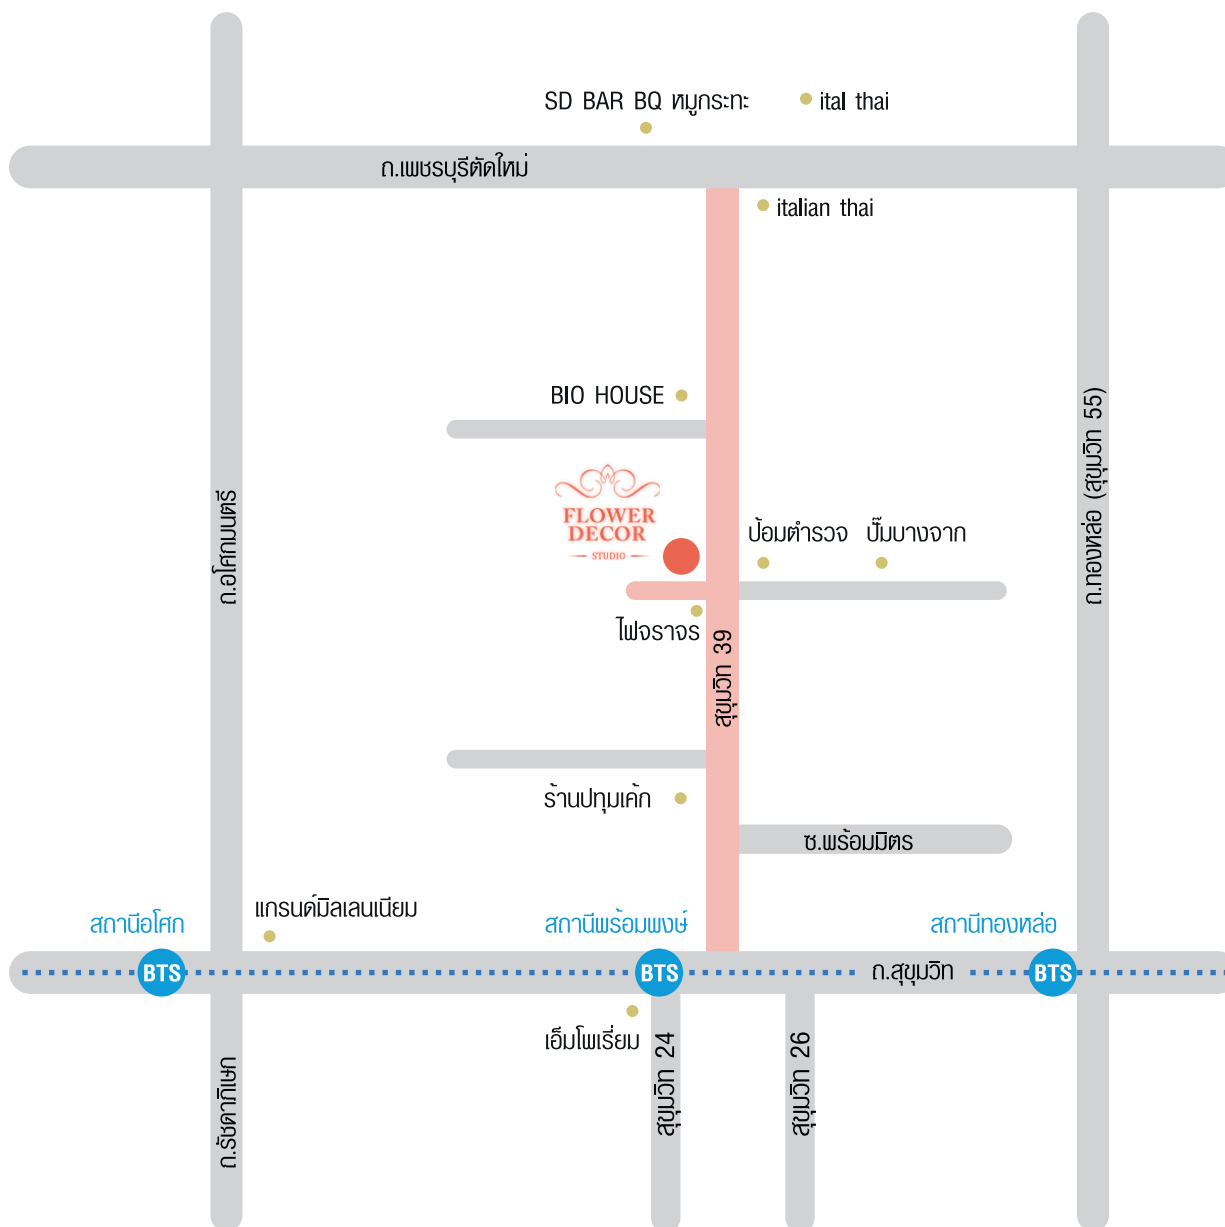 SD BAR BQ หมูกระทะ
ital thai
ถ.เพชรบุรีตัดใหม่
italian thai
BIO HOUSE
ถ.อโศกมนตรี
ถ.ทองหล่อ (สุขุมวิท 55)
FLOWER
DECOR
STUDIO
ป้อมตำรวจ
ปั๊มบางจาก
ไฟจราจร
สุขุมวิท 39
ร้านปทุมเค้ก
ซ.พร้อมมิตร
แกรนด์มิลเลนเนียม
สถานีอโศก
สถานีพร้อมพงษ์
สถานีทองหล่อ
BTS
BTS
ถ.สุขุมวิท
BTS
เอ็มโพเรี่ยม
สุขุมวิท 24
สุขุมวิท 26
ถ.รัชดาภิเษก